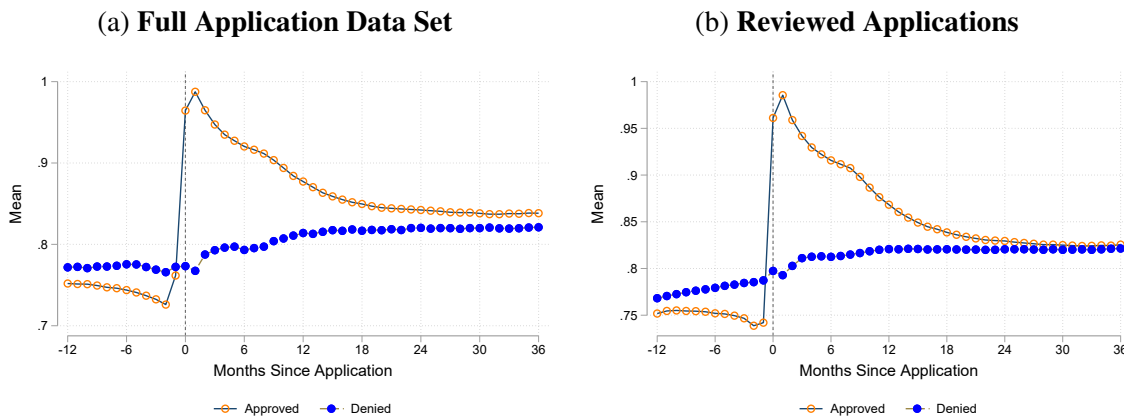 (a) Full Application Data Set
1
.9
.8
.7
Mean
-12 -6 0 6 12 18 24 30 36
Months Since Application
Approved Denied
(b) Reviewed Applications
1
.95
.9
.85
.8
.75
Mean
-12 -6 0 6 12 18 24 30 36
Months Since Application
Approved Denied